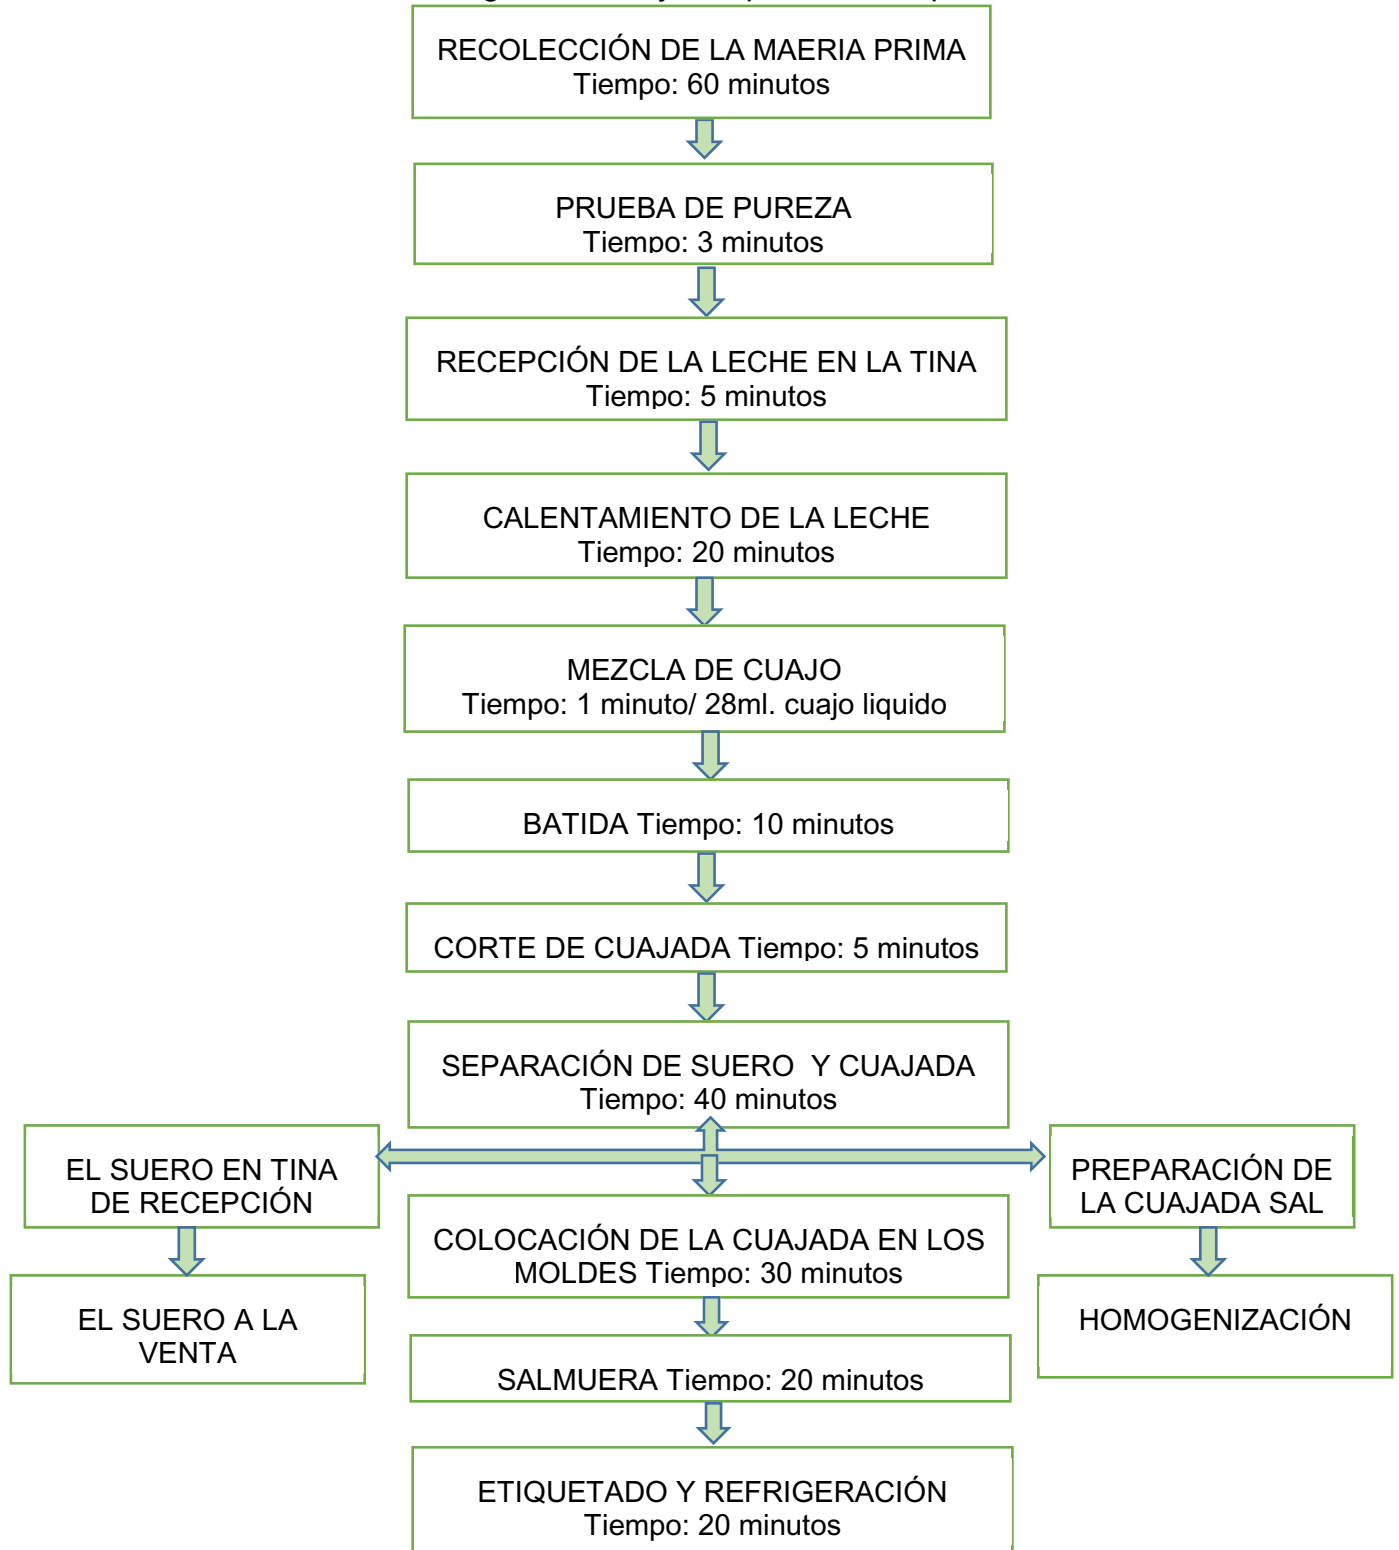 RECOLECCIÓN DE LA MAERIA PRIMA
Tiempo: 60 minutos
PRUEBA DE PUREZA
Tiempo: 3 minutos
RECEPCIÓN DE LA LECHE EN LA TINA
Tiempo: 5 minutos
CALENTAMIENTO DE LA LECHE
Tiempo: 20 minutos
MEZCLA DE CUAJO
Tiempo: 1 minuto/ 28ml. cuajo liquido
BATIDA Tiempo: 10 minutos
CORTE DE CUAJADA Tiempo: 5 minutos
SEPARACIÓN DE SUERO Y CUAJADA
Tiempo: 40 minutos
EL SUERO EN TINA
DE RECEPCIÓN
PREPARACIÓN DE
LA CUAJADA SAL
COLOCACIÓN DE LA CUAJADA EN LOS
MOLDES Tiempo: 30 minutos
EL SUERO A LA
VENTA
HOMOGENIZACIÓN
SALMUERA Tiempo: 20 minutos
ETIQUETADO Y REFRIGERACIÓN
Tiempo: 20 minutos